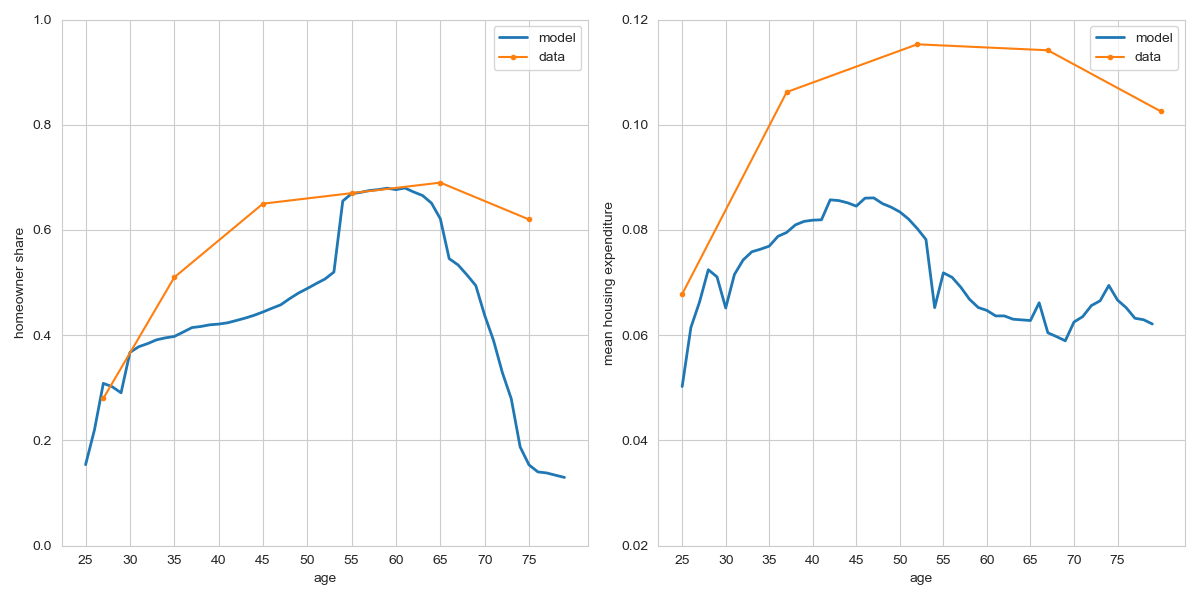 1.0
0.8
0.6
0.4
0.2
0.0
homeowner share
25 30 35 40 45 50 55 60 65 70 75
age
model
data
0.12
0.10
0.08
0.06
0.04
0.02
mean housing expenditiure
25 30 35 40 45 50 55 60 65 70 75
age
model
data